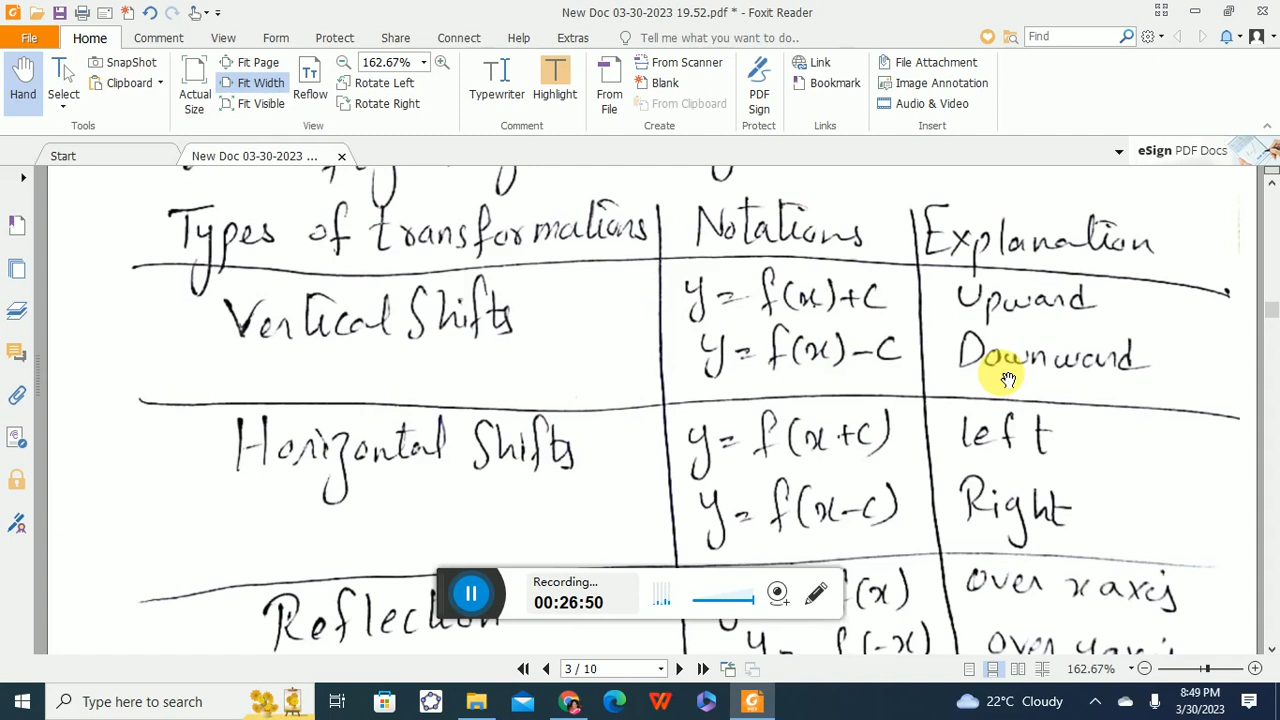 New Doc 03-30-2023 19.52.pdf * - Foxit Reader
File Home Comment View Form Protect Share Connect Help Extras Tell me what you want to do... Find
Hand
Select
SnapShot
Clipboard
Tools
Actual Size
Fit Page
Fit Width
Fit Visible
Reflow
162.67%
Rotate Left
Rotate Right
View
Typewriter
Highlight
Comment
From File
From Scanner
Blank
From Clipboard
Create
PDF Sign
Protect
Link
Bookmark
Links
File Attachment
Image Annotation
Audio & Video
Insert
Start
New Doc 03-30-2023 ...
eSign PDF Docs
Types of transformations Notations Explanation
Vertical Shifts y = f(x)+c Upward
y = f(x)-c Downward
Horizontal Shifts y = f(x+c) left
y = f(x-c) Right
Reflection f(x) over x axis
y = f(-x) over y axis
Recording...
00:26:50
3 / 10
162.67%
Type here to search
22°C Cloudy
8:49 PM
3/30/2023